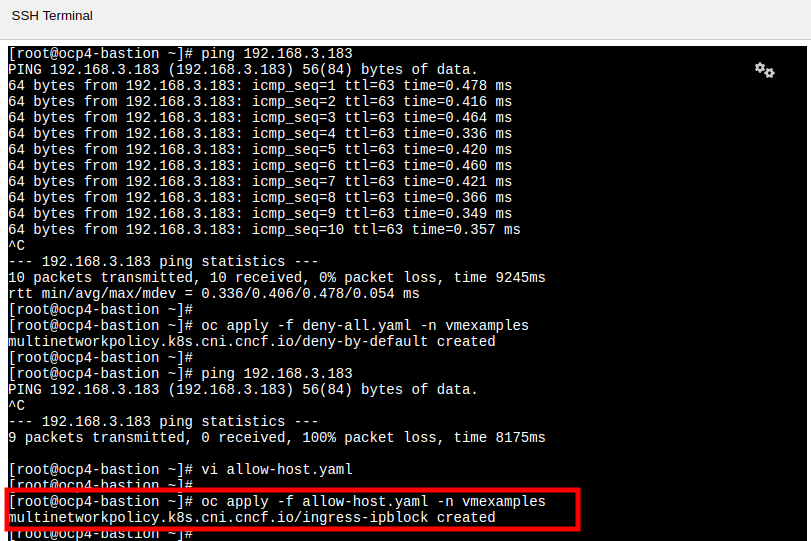 SSH Terminal
[root@ocp4-bastion ~]# ping 192.168.3.183
PING 192.168.3.183 (192.168.3.183) 56(84) bytes of data.
64 bytes from 192.168.3.183: icmp_seq=1 ttl=63 time=0.478 ms
64 bytes from 192.168.3.183: icmp_seq=2 ttl=63 time=0.416 ms
64 bytes from 192.168.3.183: icmp_seq=3 ttl=63 time=0.464 ms
64 bytes from 192.168.3.183: icmp_seq=4 ttl=63 time=0.336 ms
64 bytes from 192.168.3.183: icmp_seq=5 ttl=63 time=0.420 ms
64 bytes from 192.168.3.183: icmp_seq=6 ttl=63 time=0.460 ms
64 bytes from 192.168.3.183: icmp_seq=7 ttl=63 time=0.421 ms
64 bytes from 192.168.3.183: icmp_seq=8 ttl=63 time=0.366 ms
64 bytes from 192.168.3.183: icmp_seq=9 ttl=63 time=0.349 ms
64 bytes from 192.168.3.183: icmp_seq=10 ttl=63 time=0.357 ms
^C
--- 192.168.3.183 ping statistics ---
10 packets transmitted, 10 received, 0% packet loss, time 9245ms
rtt min/avg/max/mdev = 0.336/0.406/0.478/0.054 ms
[root@ocp4-bastion ~]#
[root@ocp4-bastion ~]# oc apply -f deny-all.yaml -n vmexamples
multinetworkpolicy.k8s.cni.cncf.io/deny-by-default created
[root@ocp4-bastion ~]#
[root@ocp4-bastion ~]# ping 192.168.3.183
PING 192.168.3.183 (192.168.3.183) 56(84) bytes of data.
^C
--- 192.168.3.183 ping statistics ---
9 packets transmitted, 0 received, 100% packet loss, time 8175ms
[root@ocp4-bastion ~]# vi allow-host.yaml
[root@ocp4-bastion ~]#
[root@ocp4-bastion ~]# oc apply -f allow-host.yaml -n vmexamples
multinetworkpolicy.k8s.cni.cncf.io/ingress-ipblock created
[root@ocp4-bastion ~]#